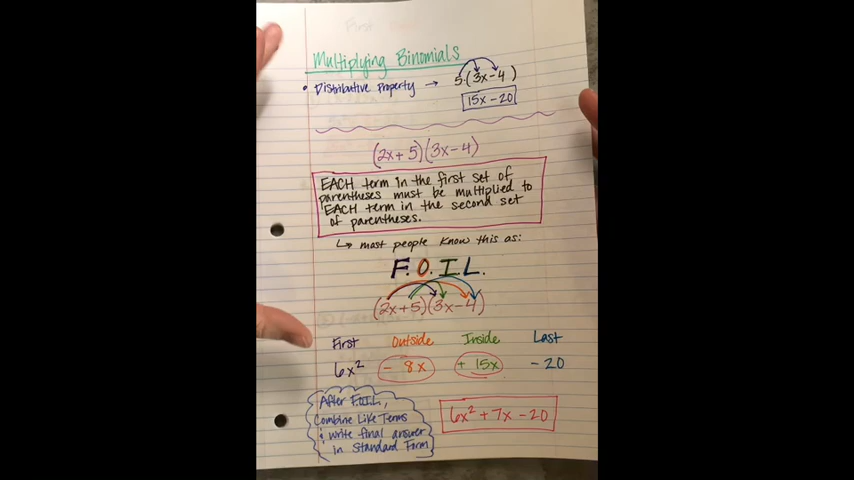 Multiplying Binomials
• Distributive Property → 5·(3x-4)
15x-20
(2x+5)(3x-4)
EACH term in the first set of
parentheses must be multiplied to
EACH term in the second set
of parentheses.
↳ most people know this as:
F.O.I.L.
(2x+5)(3x-4)
First Outside Inside Last
6x² - 8x + 15x - 20
After F.O.I.L.,
Combine Like Terms
& write final answer
in Standard Form
6x² + 7x - 20